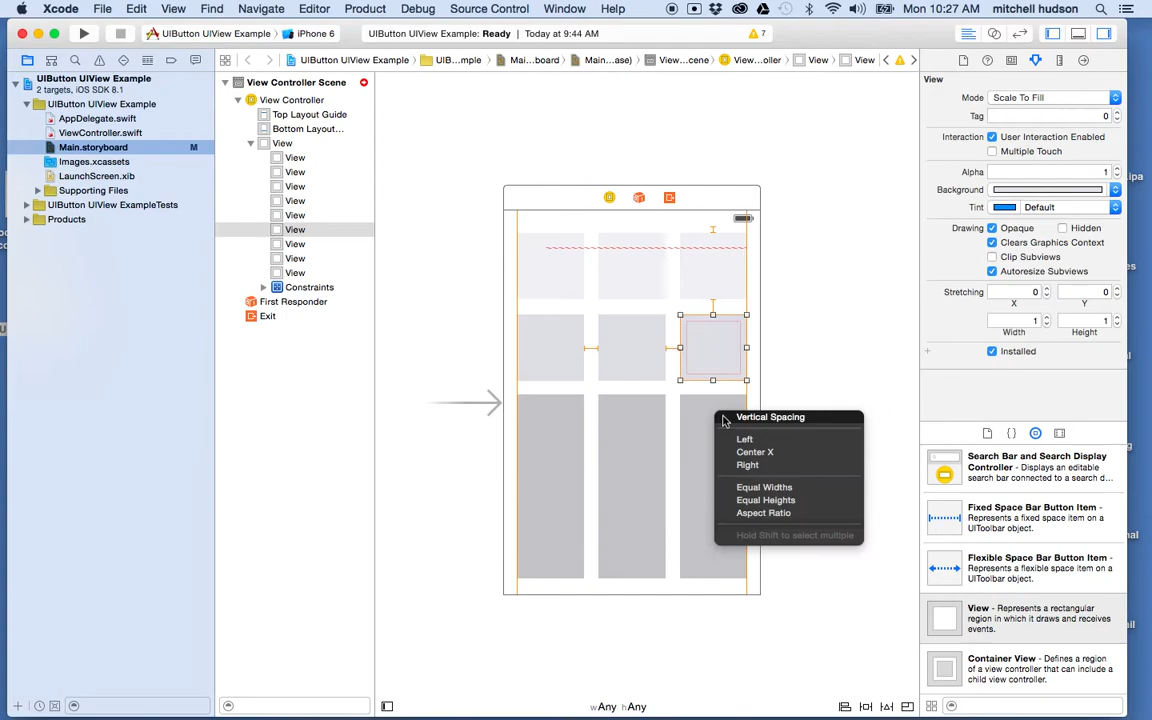 Xcode File Edit View Find Navigate Editor Product Debug Source Control Window Help Mon 10:27 AM mitchell hudson
UIButton UIView Example iPhone 6 UIButton UIView Example: Ready Today at 9:44 AM 7
UIButton UIView Example UIB...mple Mai...board Main...ase) View...cene View...oller View View
UIButton UIView Example
2 targets, iOS SDK 8.1
UIButton UIView Example
AppDelegate.swift
ViewController.swift
Main.storyboard M
Images.xcassets
LaunchScreen.xib
Supporting Files
UIButton UIView ExampleTests
Products
View Controller Scene
View Controller
Top Layout Guide
Bottom Layout...
View
View
View
View
View
View
View
View
View
View
Constraints
First Responder
Exit
Vertical Spacing
Left
Center X
Right
Equal Widths
Equal Heights
Aspect Ratio
Hold Shift to select multiple
wAny hAny
View
Mode Scale To Fill
Tag 0
Interaction User Interaction Enabled
Multiple Touch
Alpha 1
Background
Tint Default
Drawing Opaque Hidden
Clears Graphics Context
Clip Subviews
Autoresize Subviews
Stretching 0 0
X Y
1 1
Width Height
Installed
Search Bar and Search Display
Controller - Displays an editable
search bar connected to a search d...
Fixed Space Bar Button Item -
Represents a fixed space item on a
UIToolbar object.
Flexible Space Bar Button Item -
Represents a flexible space item on a
UIToolbar object.
View - Represents a rectangular
region in which it draws and receives
events.
Container View - Defines a region
of a view controller that can include a
child view controller.